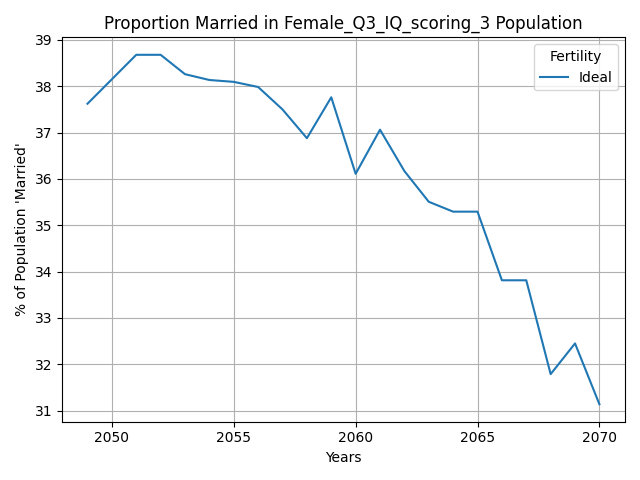 Proportion Married in Female_Q3_IQ_scoring_3 Population
39
38
37
36
35
34
33
32
31
% of Population 'Married'
Fertility
Ideal
2050 2055 2060 2065 2070
Years